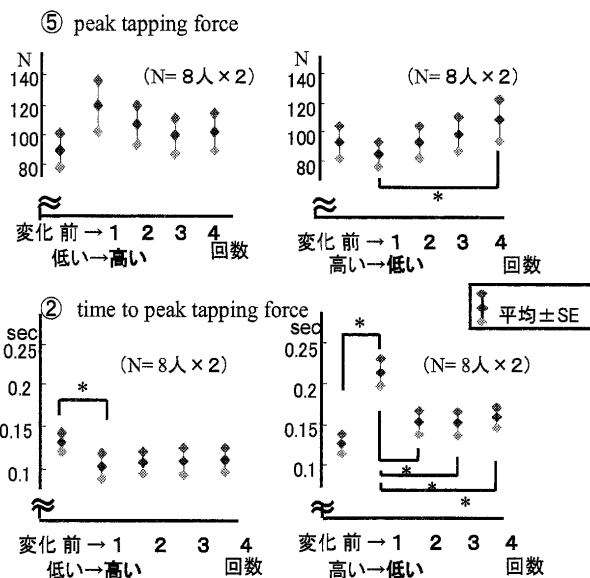 ⑤ peak tapping force
N
140
120
100
80
(N= 8人×2)
変化 前 → 1 2 3 4
低い→高い 回数
N
140
120
100
80
(N= 8人×2)
*
変化 前 → 1 2 3 4
高い→低い 回数
② time to peak tapping force
sec
0.25
0.2
0.15
0.1
(N= 8人×2)
*
変化 前 → 1 2 3 4
低い→高い 回数
平均±SE
sec
0.25
0.2
0.15
0.1
*
(N= 8人×2)
*
*
*
変化 前 → 1 2 3 4
高い→低い 回数